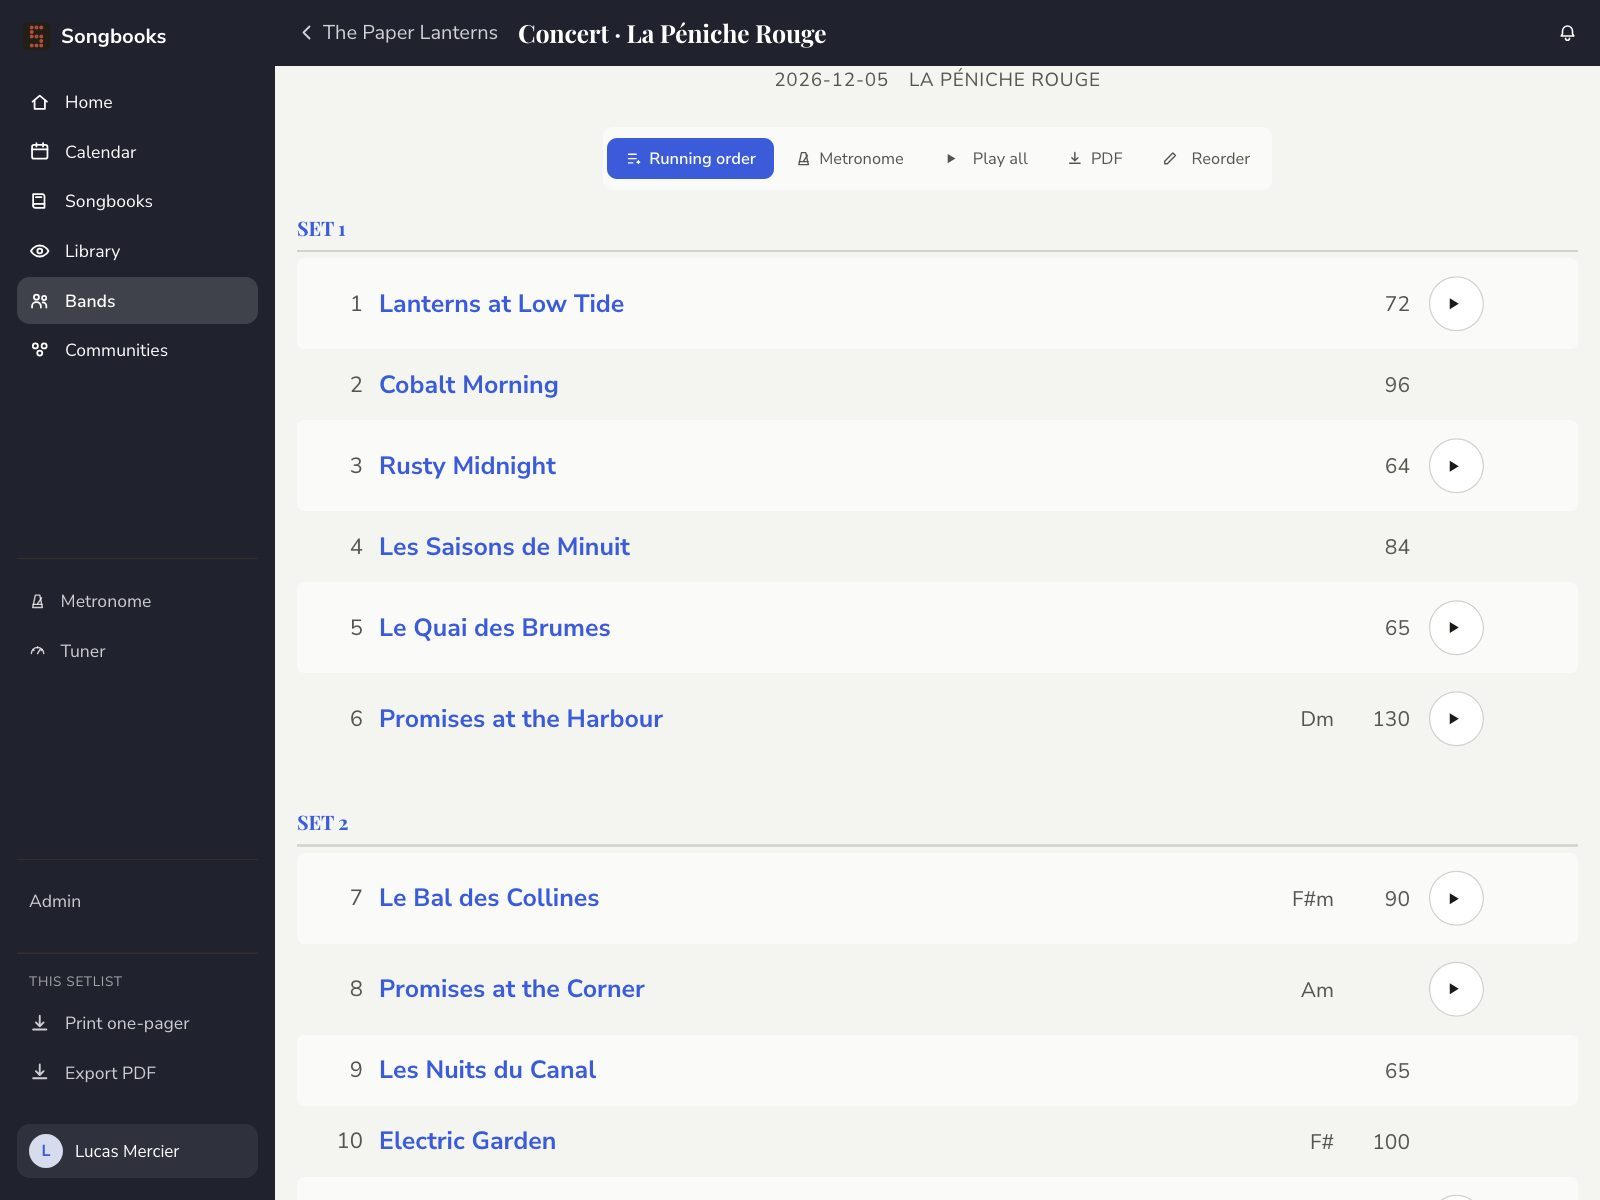 Songbooks
Home
Calendar
Songbooks
Library
Bands
Communities
Metronome
Tuner
Admin
THIS SETLIST
Print one-pager
Export PDF
L Lucas Mercier
The Paper Lanterns Concert · La Péniche Rouge
2026-12-05 LA PÉNICHE ROUGE
Running order Metronome Play all PDF Reorder
SET 1
1 Lanterns at Low Tide 72
2 Cobalt Morning 96
3 Rusty Midnight 64
4 Les Saisons de Minuit 84
5 Le Quai des Brumes 65
6 Promises at the Harbour Dm 130
SET 2
7 Le Bal des Collines F#m 90
8 Promises at the Corner Am
9 Les Nuits du Canal 65
10 Electric Garden F# 100